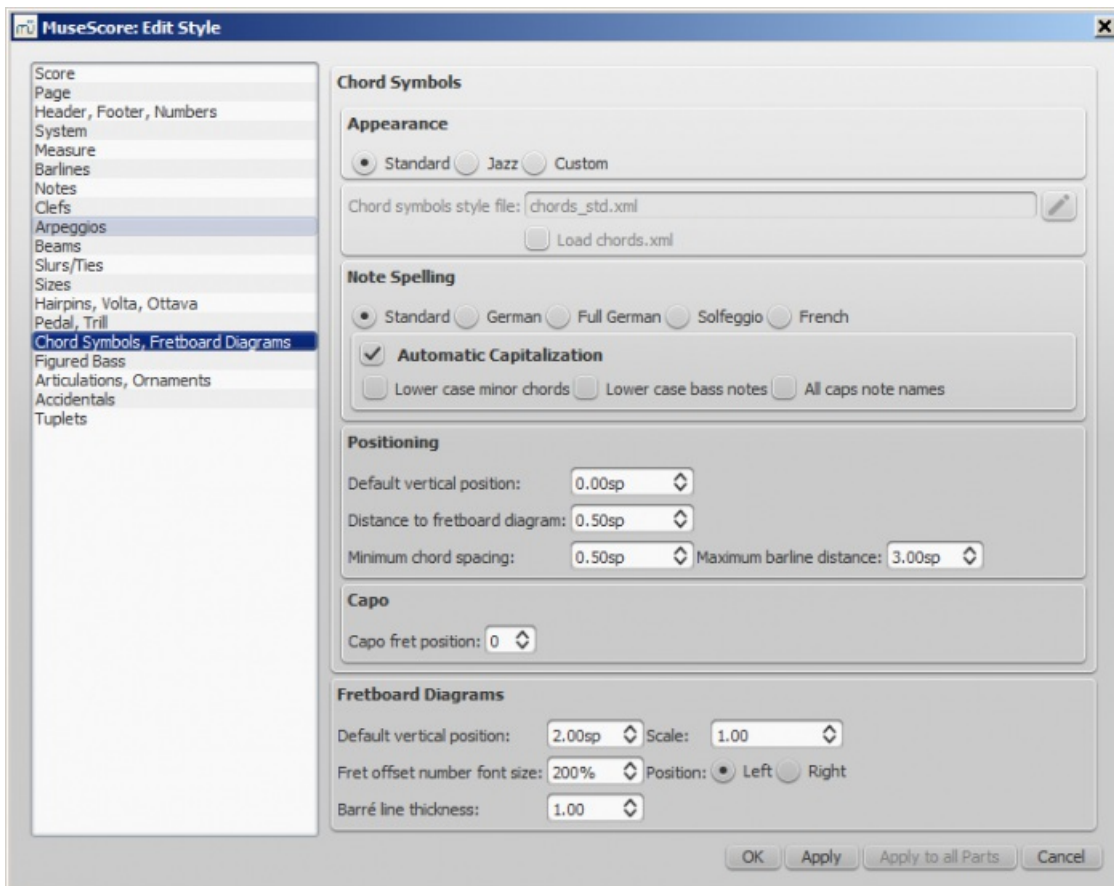 MuseScore: Edit Style
Score
Page
Header, Footer, Numbers
System
Measure
Barlines
Notes
Clefs
Arpeggios
Beams
Slurs/Ties
Sizes
Hairpins, Volta, Ottava
Pedal, Trill
Chord Symbols, Fretboard Diagrams
Figured Bass
Articulations, Ornaments
Accidentals
Tuplets
Chord Symbols
Appearance
Standard Jazz Custom
Chord symbols style file: chords_std.xml
Load chords.xml
Note Spelling
Standard German Full German Solfeggio French
Automatic Capitalization
Lower case minor chords Lower case bass notes All caps note names
Positioning
Default vertical position: 0.00sp
Distance to fretboard diagram: 0.50sp
Minimum chord spacing: 0.50sp Maximum barline distance: 3.00sp
Capo
Capo fret position: 0
Fretboard Diagrams
Default vertical position: 2.00sp Scale: 1.00
Fret offset number font size: 200% Position: Left Right
Barré line thickness: 1.00
OK Apply Apply to all Parts Cancel